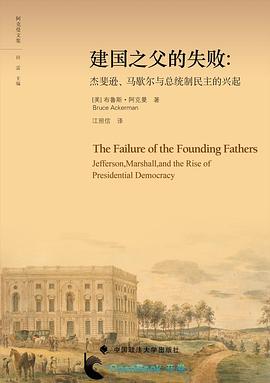 阿克曼文集
田雷 主编
建国之父的失败:
杰斐逊、马歇尔与总统制民主的兴起
[美] 布鲁斯·阿克曼 著
Bruce Ackerman
江照信 译
The Failure of the Founding Fathers
Jefferson,Marshall,and the Rise of
Presidential Democracy
中国政法大学出版社